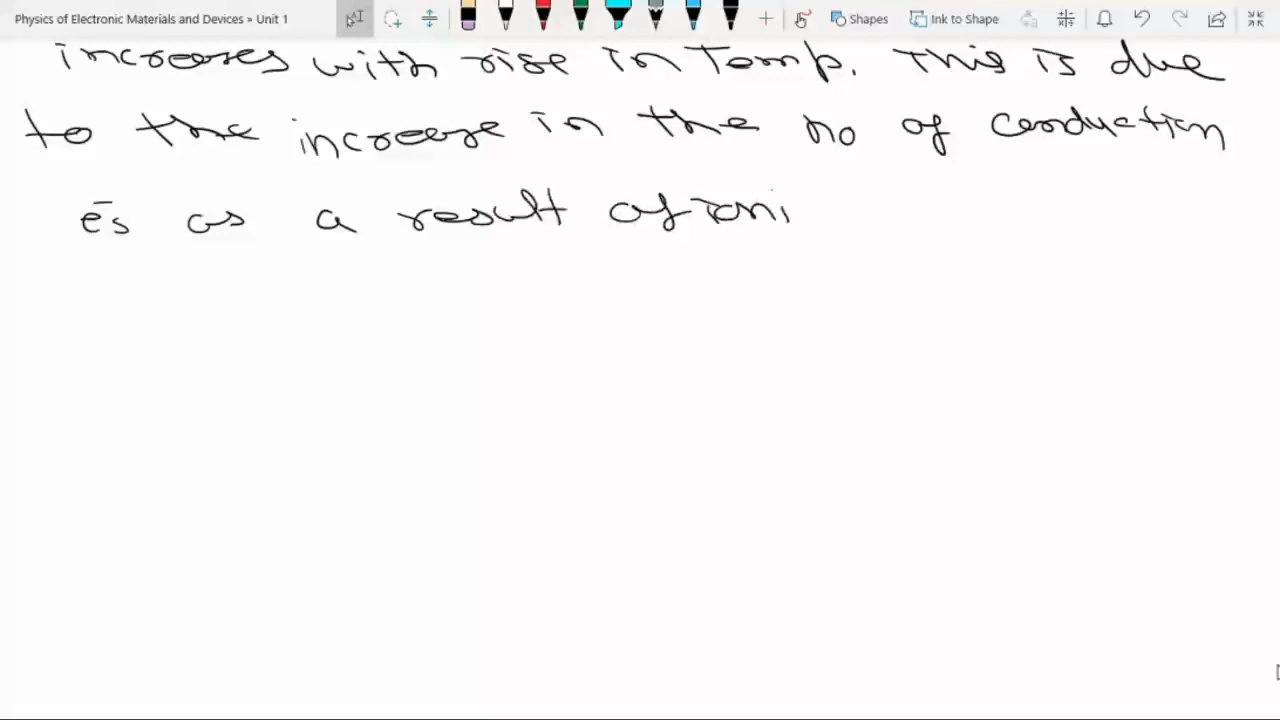 Physics of Electronic Materials and Devices » Unit 1
Shapes
Ink to Shape
increases with rise in Temp. This is due
to the increase in the no of conduction
ēs as a result of ioni